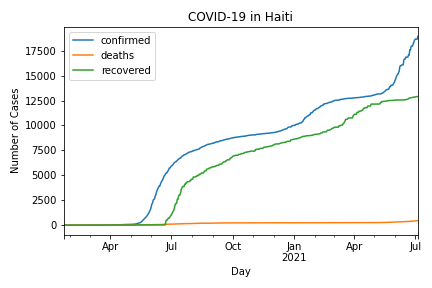 COVID-19 in Haiti
confirmed
deaths
recovered
Number of Cases
17500
15000
12500
10000
7500
5000
2500
0
Apr
Jul
Oct
Jan
2021
Apr
Jul
Day